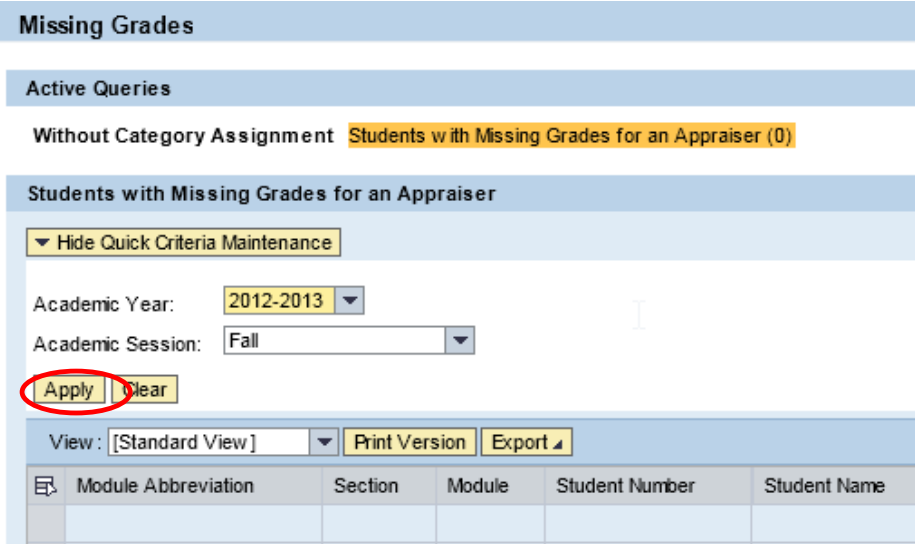 Missing Grades
Active Queries
Without Category Assignment Students with Missing Grades for an Appraiser (0)
Students with Missing Grades for an Appraiser
Hide Quick Criteria Maintenance
Academic Year: 2012-2013
Academic Session: Fall
Apply Clear
View : [Standard View] Print Version Export
Module Abbreviation Section Module Student Number Student Name